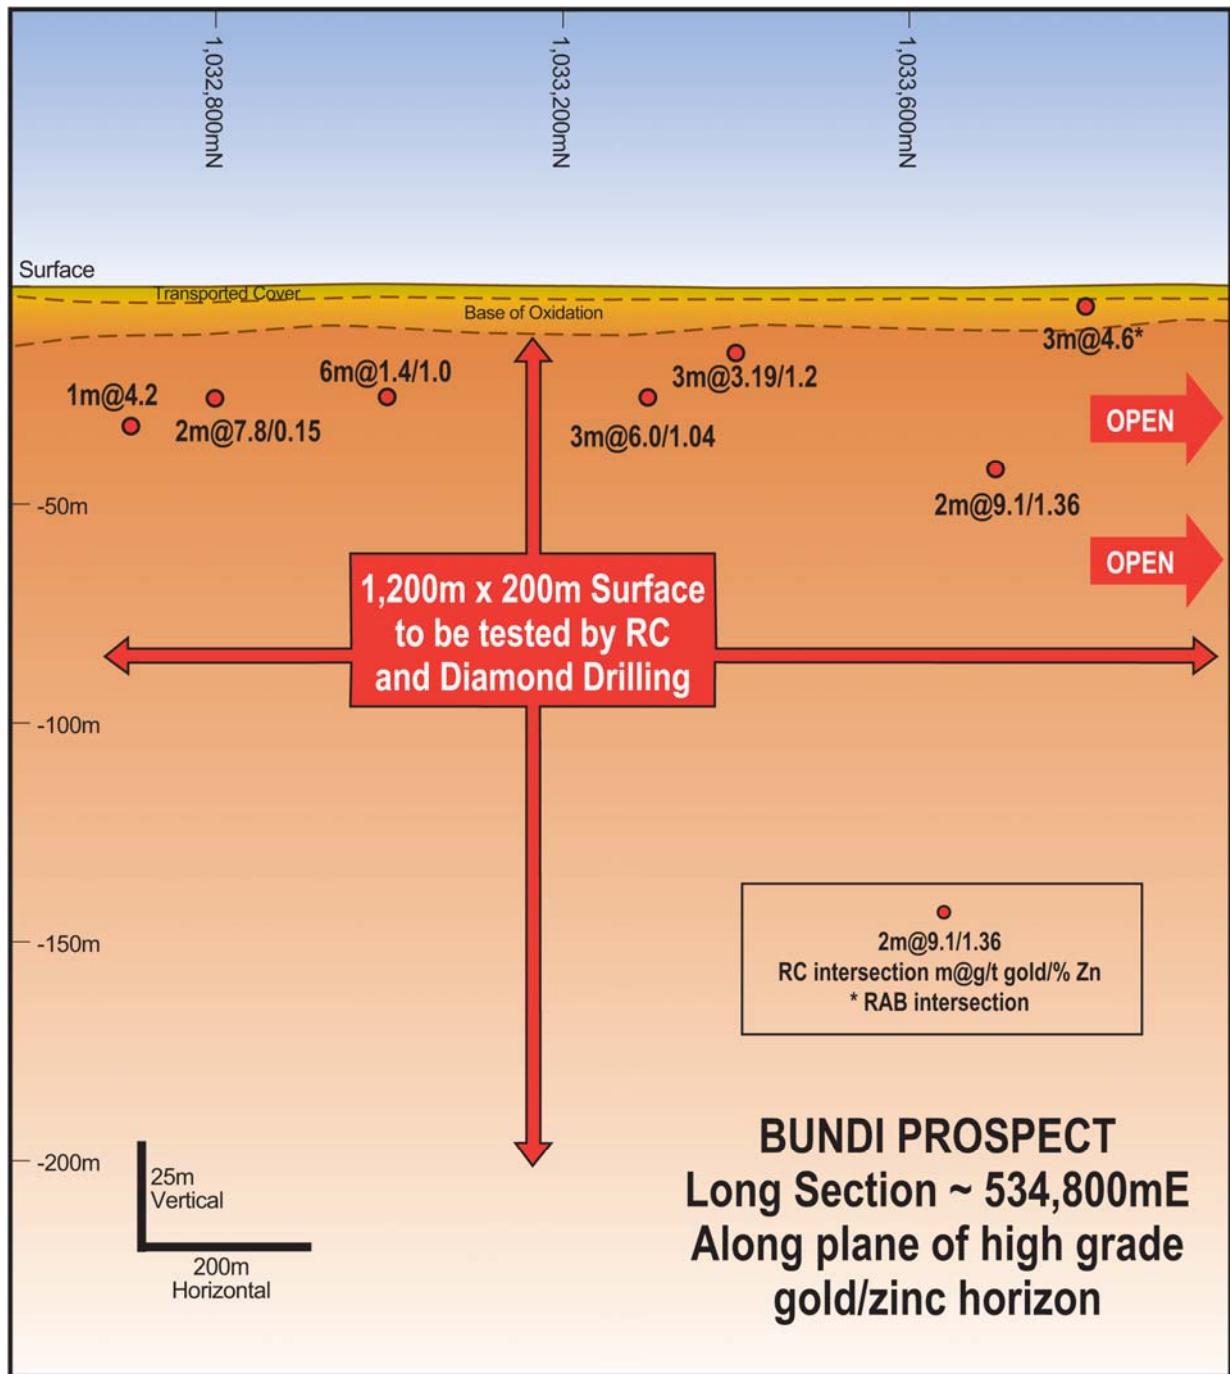 1,032,800mN
1,033,200mN
1,033,600mN
Surface
Transported Cover
Base of Oxidation
3m@4.6*
6m@1.4/1.0
3m@3.19/1.2
1m@4.2
2m@7.8/0.15
3m@6.0/1.04
OPEN
2m@9.1/1.36
-50m
OPEN
1,200m x 200m Surface
to be tested by RC
and Diamond Drilling
-100m
-150m
2m@9.1/1.36
RC intersection m@g/t gold/% Zn
* RAB intersection
-200m
25m
Vertical
200m
Horizontal
BUNDI PROSPECT
Long Section ~ 534,800mE
Along plane of high grade
gold/zinc horizon